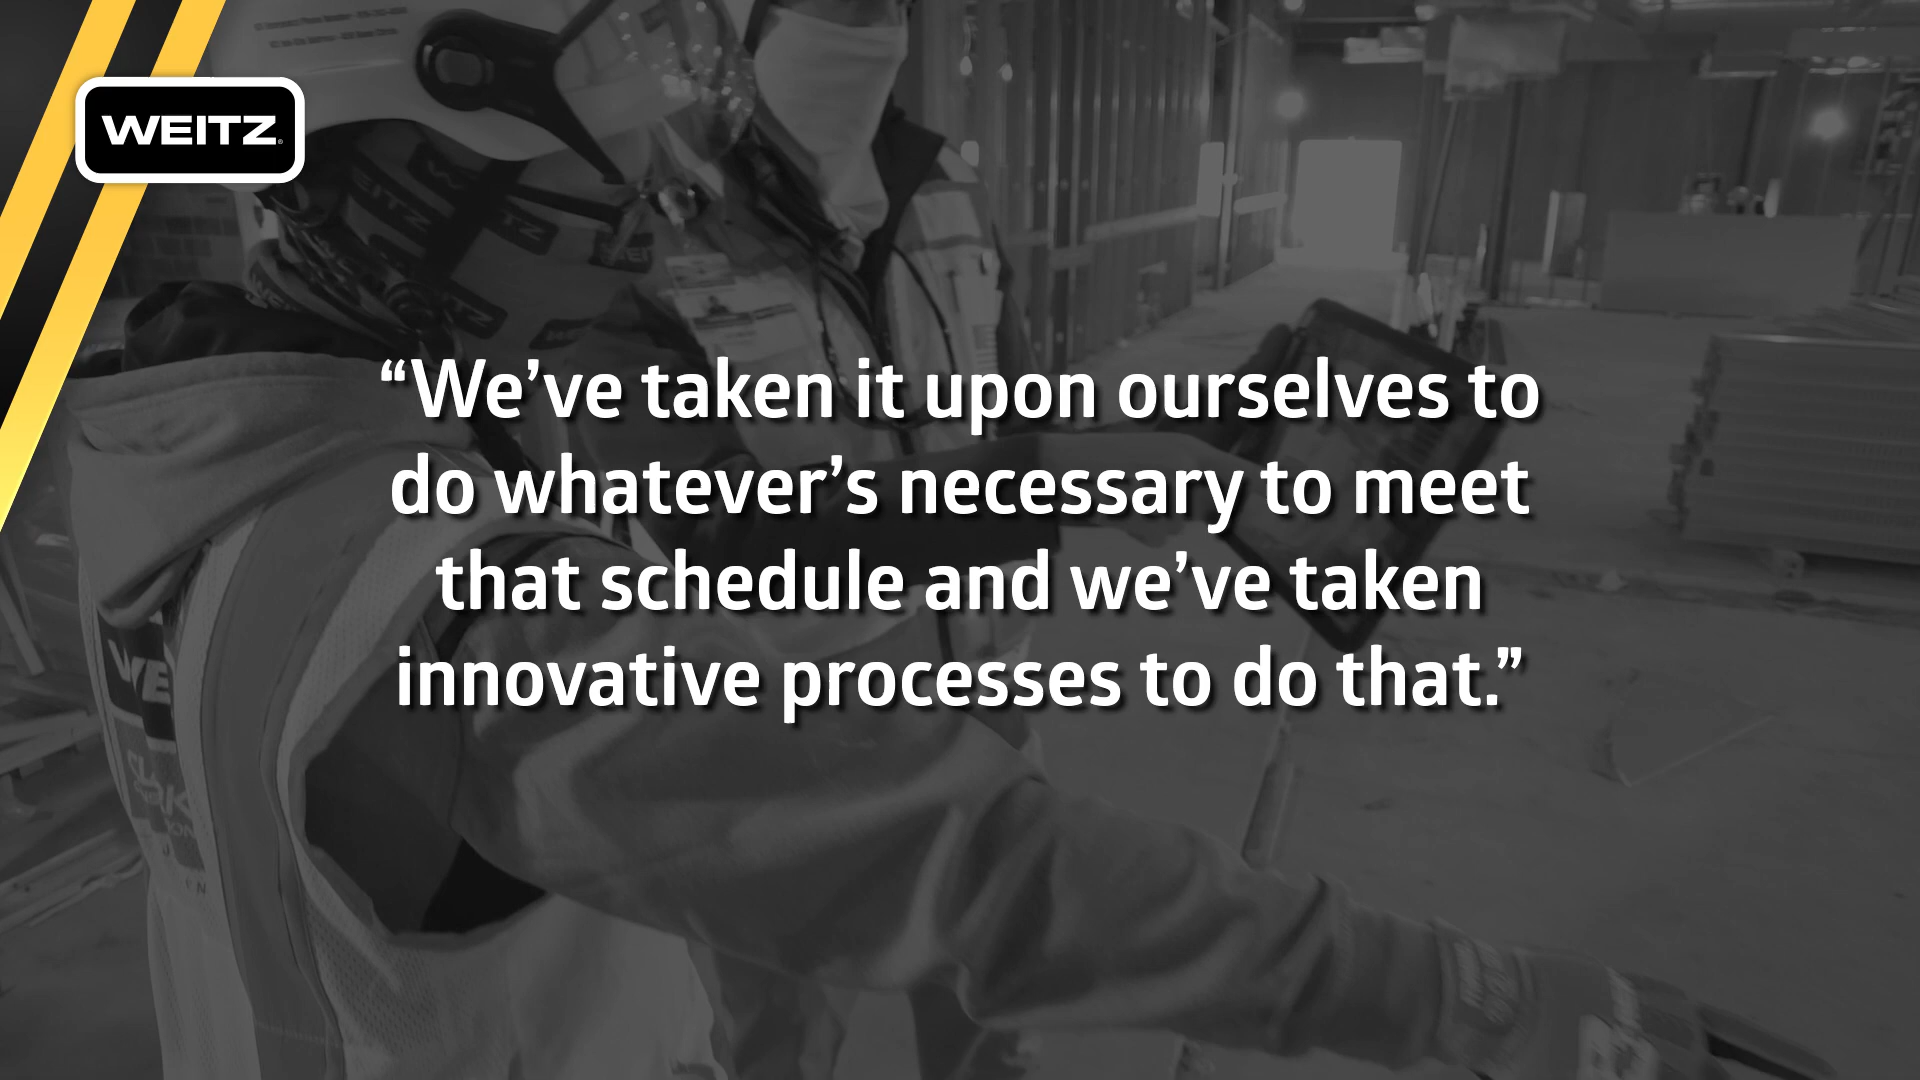 WEITZ
“We’ve taken it upon ourselves to
do whatever’s necessary to meet
that schedule and we’ve taken
innovative processes to do that.”